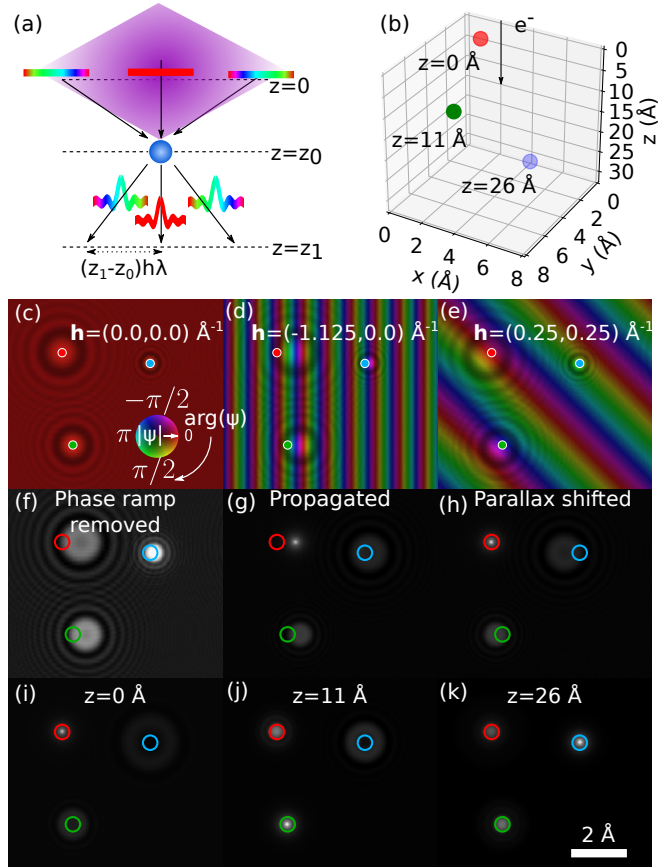 (a)
z=0
z=z₀
z=z₁
(z₁-z₀)hλ
(b)
e⁻
z=0 Å
z=11 Å
z=26 Å
0
5
10
15
20
25
30
z (Å)
0
2
4
6
8
x (Å)
0
2
4
6
8
y (Å)
(c)
h=(0.0,0.0) Å⁻¹
−π/2
π |ψ| 0
arg(ψ)
π/2
(d)
h=(-1.125,0.0) Å⁻¹
(e)
h=(0.25,0.25) Å⁻¹
(f)
Phase ramp
removed
(g)
Propagated
(h)
Parallax shifted
(i)
z=0 Å
(j)
z=11 Å
(k)
z=26 Å
2 Å